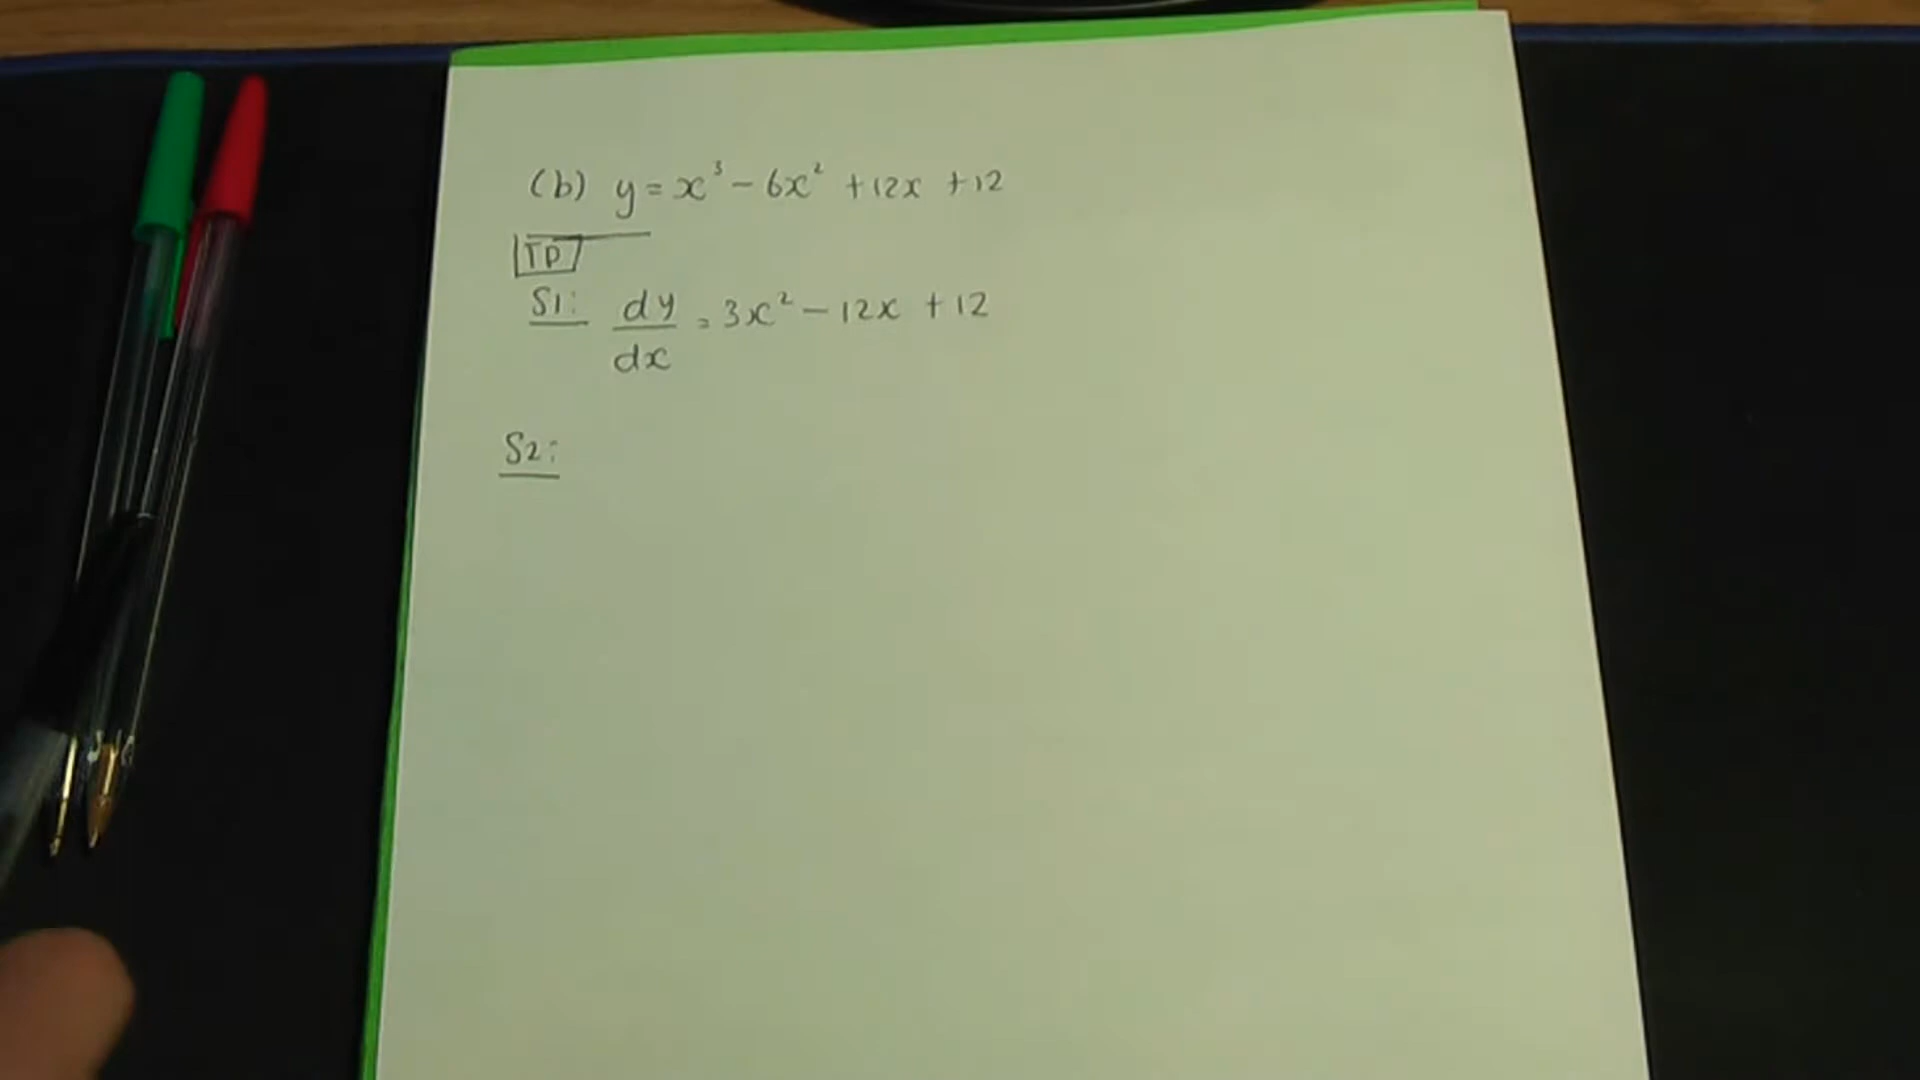 (b) y = x³ - 6x² + 12x + 12
TP
S1: dy/dx = 3x² - 12x + 12
S2: